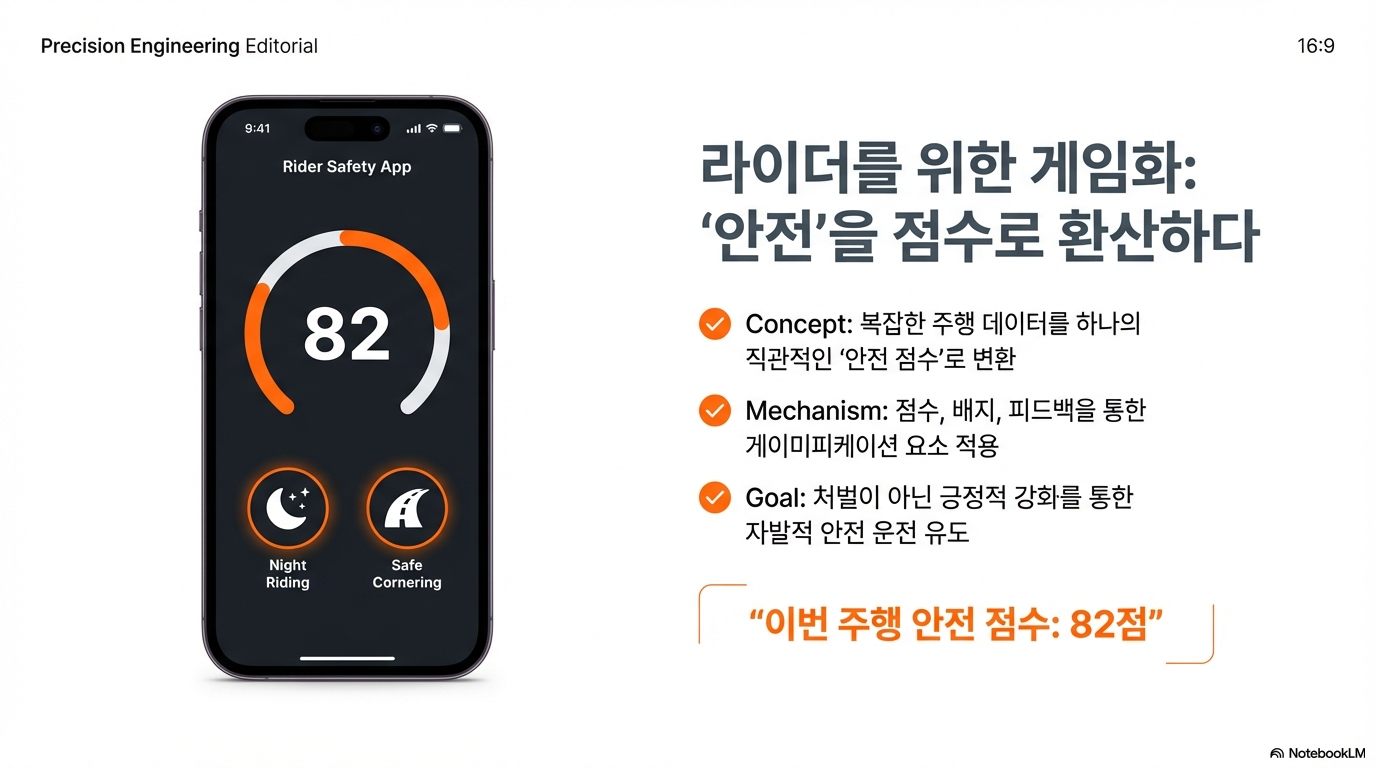 Precision Engineering Editorial
16:9
9:41
Rider Safety App
82
Night
Riding
Safe
Cornering
라이더를 위한 게임화:
‘안전’을 점수로 환산하다
Concept: 복잡한 주행 데이터를 하나의
직관적인 ‘안전 점수’로 변환
Mechanism: 점수, 배지, 피드백을 통한
게이미피케이션 요소 적용
Goal: 처벌이 아닌 긍정적 강화를 통한
자발적 안전 운전 유도
“이번 주행 안전 점수: 82점”
NotebookLM